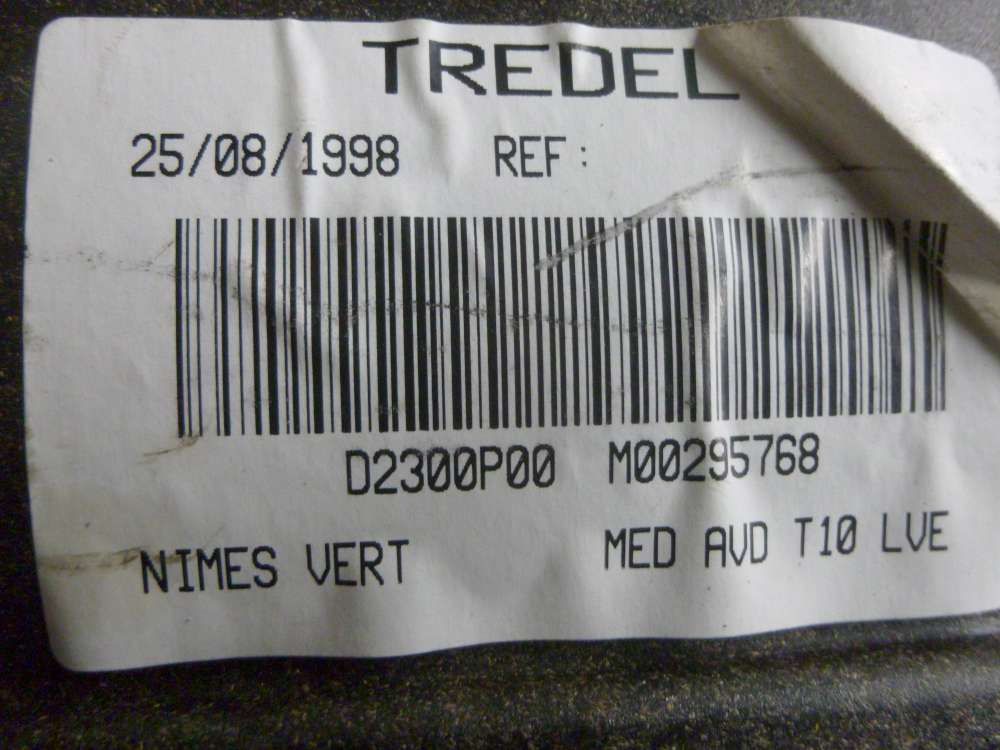 TREDEL
25/08/1998 REF:
D2300P00 M00295768
NIMES VERT MED AVD T10 LVE